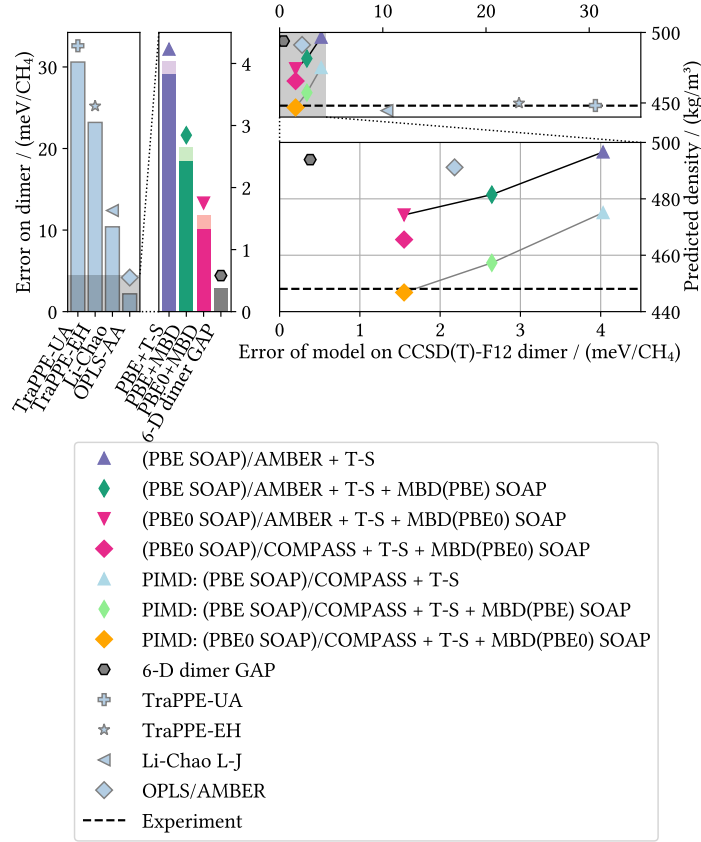 0 10 20 30
500
450
Error on dimer / (meV/CH₄)
30
20
10
0
4
3
2
1
0
500
480
460
440
Predicted density / (kg/m³)
0 1 2 3 4
Error of model on CCSD(T)-F12 dimer / (meV/CH₄)
TraPPE-UA
TraPPE-EH
Li-Chao
OPLS-AA
PBE+T-S
PBE+MBD
PBE0+MBD
6-D dimer GAP
(PBE SOAP)/AMBER + T-S
(PBE SOAP)/AMBER + T-S + MBD(PBE) SOAP
(PBE0 SOAP)/AMBER + T-S + MBD(PBE0) SOAP
(PBE0 SOAP)/COMPASS + T-S + MBD(PBE0) SOAP
PIMD: (PBE SOAP)/COMPASS + T-S
PIMD: (PBE SOAP)/COMPASS + T-S + MBD(PBE) SOAP
PIMD: (PBE0 SOAP)/COMPASS + T-S + MBD(PBE0) SOAP
6-D dimer GAP
TraPPE-UA
TraPPE-EH
Li-Chao L-J
OPLS/AMBER
Experiment